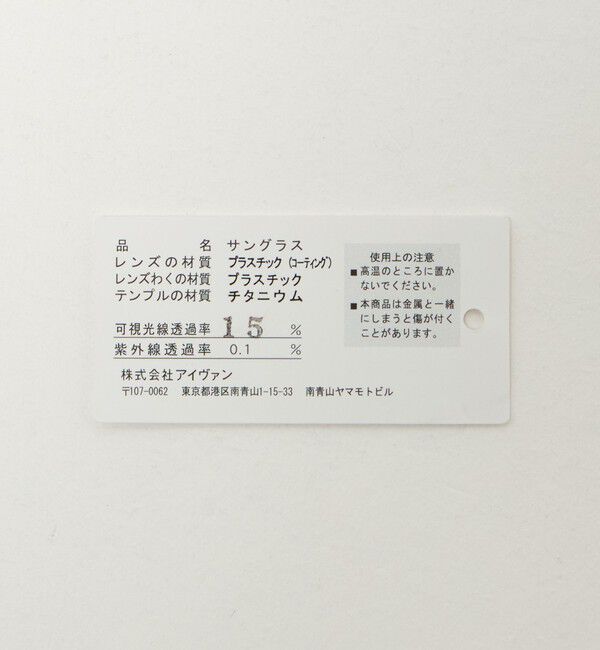 品　名 サングラス
レンズの材質 プラスチック (コーティング)
レンズわくの材質 プラスチック
テンプルの材質 チタニウム
可視光線透過率 15 %
紫外線透過率 0.1 %
株式会社アイヴァン
〒107-0062 東京都港区南青山1-15-33 南青山ヤマモトビル
使用上の注意
■高温のところに置か
ないでください。
■本商品は金属と一緒
にしまうと傷が付く
ことがあります。